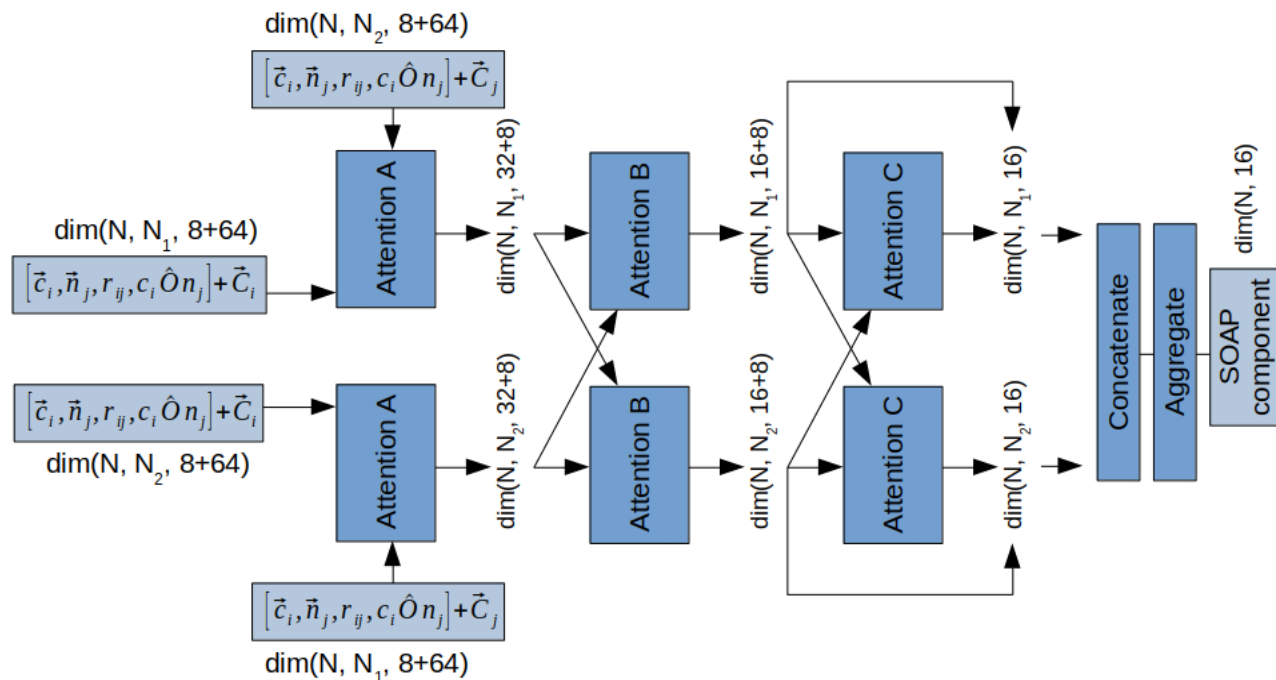 dim(N, N₂, 8+64)
[c⃗ᵢ, n⃗ⱼ, rᵢⱼ, cᵢ Ô nⱼ]+C⃗ⱼ
dim(N, N₁, 8+64)
[c⃗ᵢ, n⃗ⱼ, rᵢⱼ, cᵢ Ô nⱼ]+C⃗ᵢ
Attention A
dim(N, N₁, 32+8)
Attention B
dim(N, N₁, 16+8)
Attention C
dim(N, N₁, 16)
[c⃗ᵢ, n⃗ⱼ, rᵢⱼ, cᵢ Ô nⱼ]+C⃗ᵢ
dim(N, N₂, 8+64)
Attention A
dim(N, N₂, 32+8)
Attention B
dim(N, N₂, 16+8)
Attention C
dim(N, N₂, 16)
[c⃗ᵢ, n⃗ⱼ, rᵢⱼ, cᵢ Ô nⱼ]+C⃗ⱼ
dim(N, N₁, 8+64)
Concatenate
Aggregate
SOAP
component
dim(N, 16)